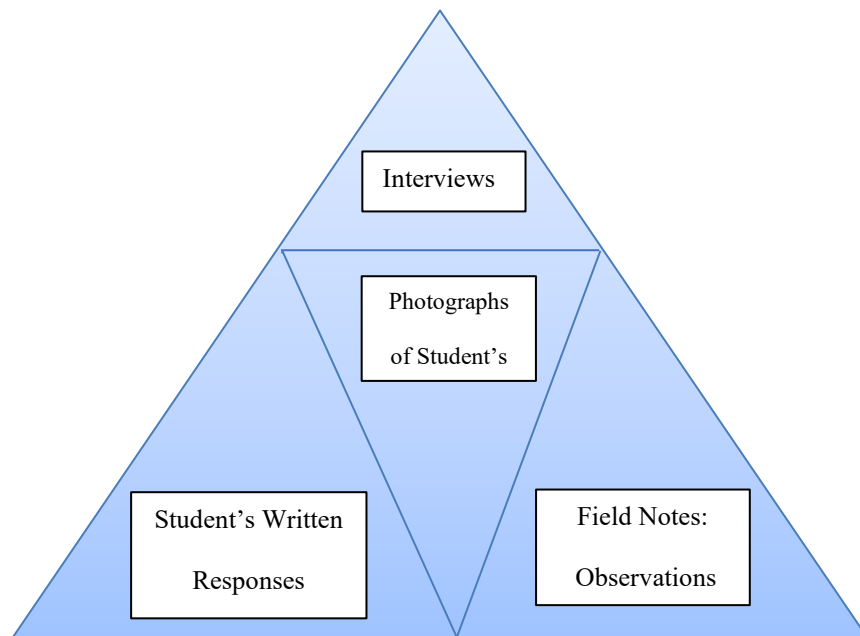 Interviews
Photographs
of Student’s
Student’s Written
Responses
Field Notes:
Observations